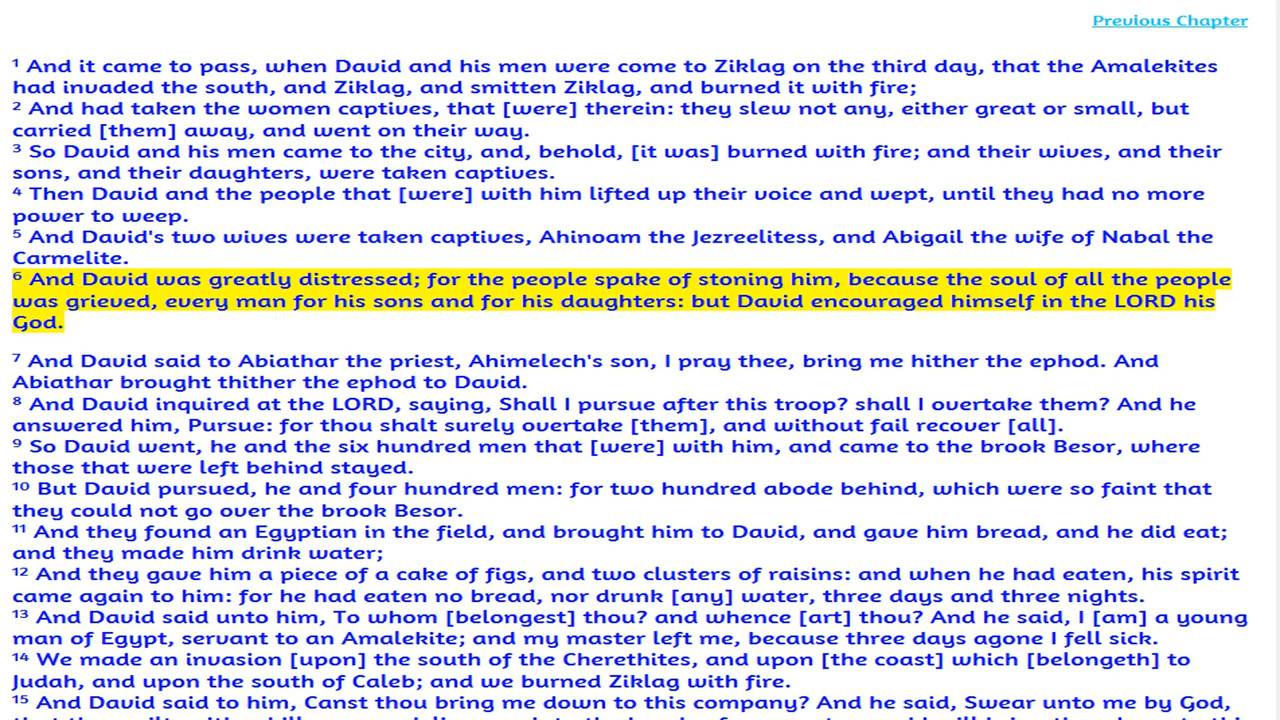 Previous Chapter
¹ And it came to pass, when David and his men were come to Ziklag on the third day, that the Amalekites
had invaded the south, and Ziklag, and smitten Ziklag, and burned it with fire;
² And had taken the women captives, that [were] therein: they slew not any, either great or small, but
carried [them] away, and went on their way.
³ So David and his men came to the city, and, behold, [it was] burned with fire; and their wives, and their
sons, and their daughters, were taken captives.
⁴ Then David and the people that [were] with him lifted up their voice and wept, until they had no more
power to weep.
⁵ And David's two wives were taken captives, Ahinoam the Jezreelitess, and Abigail the wife of Nabal the
Carmelite.
⁶ And David was greatly distressed; for the people spake of stoning him, because the soul of all the people
was grieved, every man for his sons and for his daughters: but David encouraged himself in the LORD his
God.
⁷ And David said to Abiathar the priest, Ahimelech's son, I pray thee, bring me hither the ephod. And
Abiathar brought thither the ephod to David.
⁸ And David inquired at the LORD, saying, Shall I pursue after this troop? shall I overtake them? And he
answered him, Pursue: for thou shalt surely overtake [them], and without fail recover [all].
⁹ So David went, he and the six hundred men that [were] with him, and came to the brook Besor, where
those that were left behind stayed.
¹⁰ But David pursued, he and four hundred men: for two hundred abode behind, which were so faint that
they could not go over the brook Besor.
¹¹ And they found an Egyptian in the field, and brought him to David, and gave him bread, and he did eat;
and they made him drink water;
¹² And they gave him a piece of a cake of figs, and two clusters of raisins: and when he had eaten, his spirit
came again to him: for he had eaten no bread, nor drunk [any] water, three days and three nights.
¹³ And David said unto him, To whom [belongest] thou? and whence [art] thou? And he said, I [am] a young
man of Egypt, servant to an Amalekite; and my master left me, because three days agone I fell sick.
¹⁴ We made an invasion [upon] the south of the Cherethites, and upon [the coast] which [belongeth] to
Judah, and upon the south of Caleb; and we burned Ziklag with fire.
¹⁵ And David said to him, Canst thou bring me down to this company? And he said, Swear unto me by God,